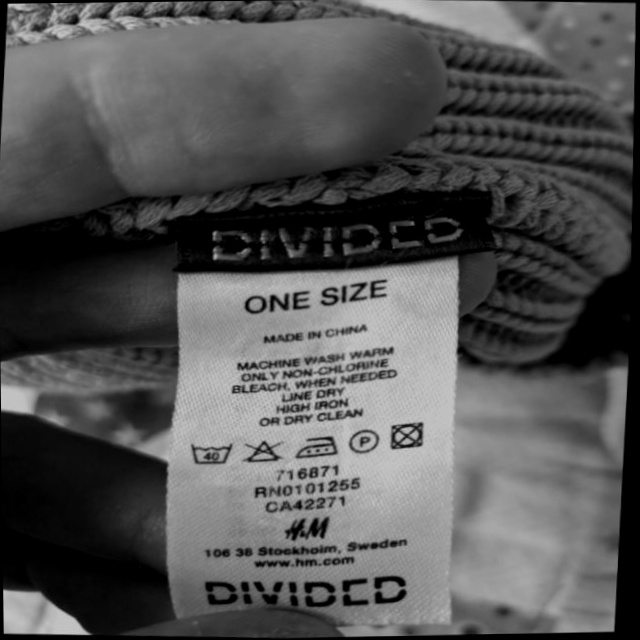 DIVIDED
ONE SIZE
MADE IN CHINA
MACHINE WASH WARM
ONLY NON-CHLORINE
BLEACH, WHEN NEEDED
LINE DRY
HIGH IRON
OR DRY CLEAN
40 P
716871
RN0101255
CA42271
H&M
106 38 Stockholm, Sweden
www.hm.com
DIVIDED